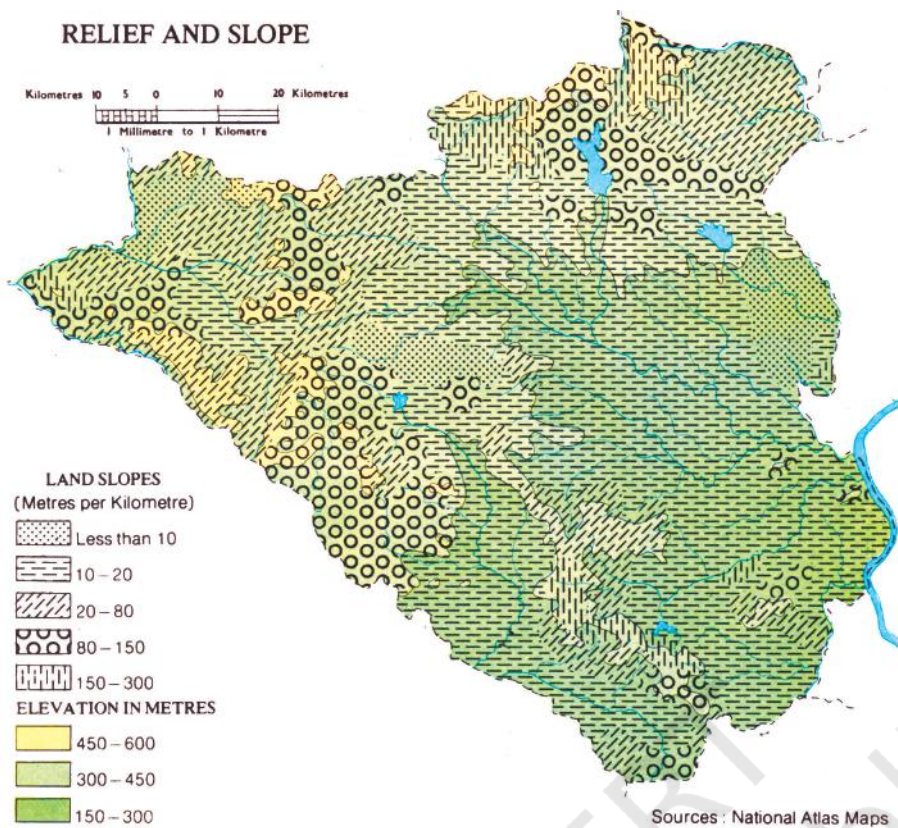 RELIEF AND SLOPE
Kilometres 10 5 0 10 20 Kilometres
1 Millimetre to 1 Kilometre
LAND SLOPES
(Metres per Kilometre)
Less than 10
10–20
20–80
80–150
150–300
ELEVATION IN METRES
450–600
300–450
150–300
Sources : National Atlas Maps